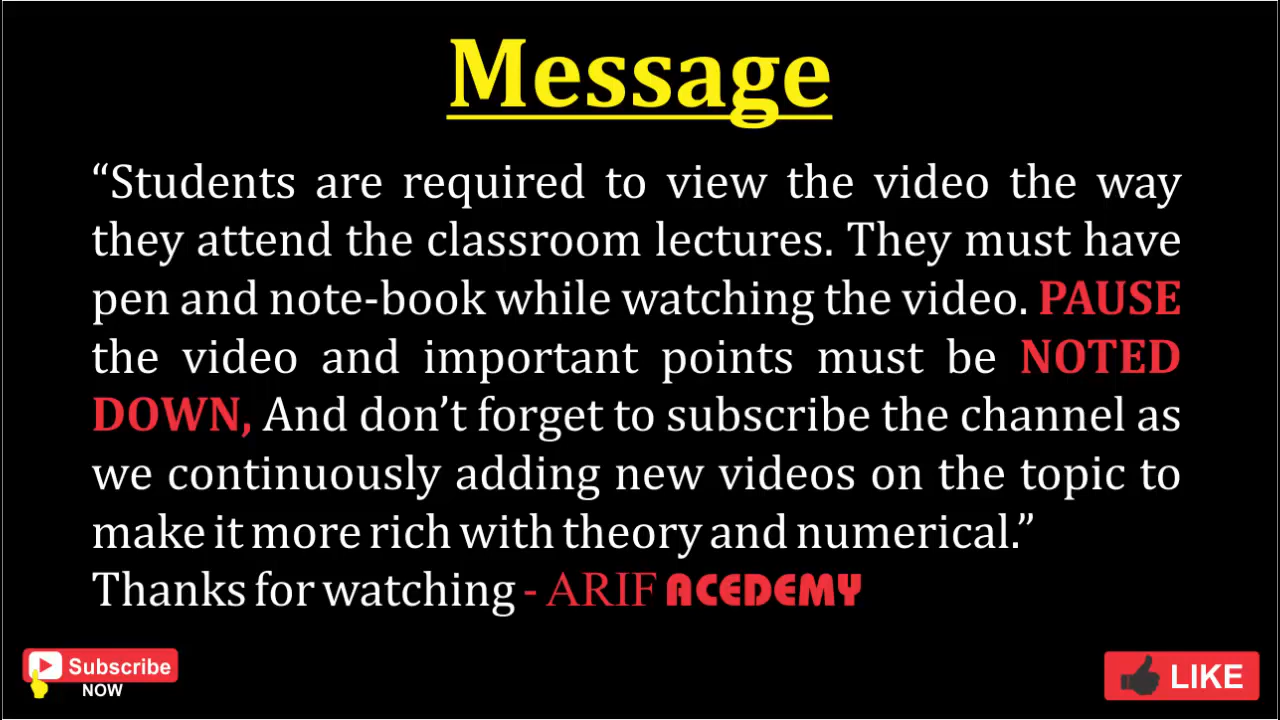 Message
“Students are required to view the video the way
they attend the classroom lectures. They must have
pen and note-book while watching the video. PAUSE
the video and important points must be NOTED
DOWN, And don’t forget to subscribe the channel as
we continuously adding new videos on the topic to
make it more rich with theory and numerical.”
Thanks for watching - ARIF ACEDEMY
Subscribe
NOW
LIKE